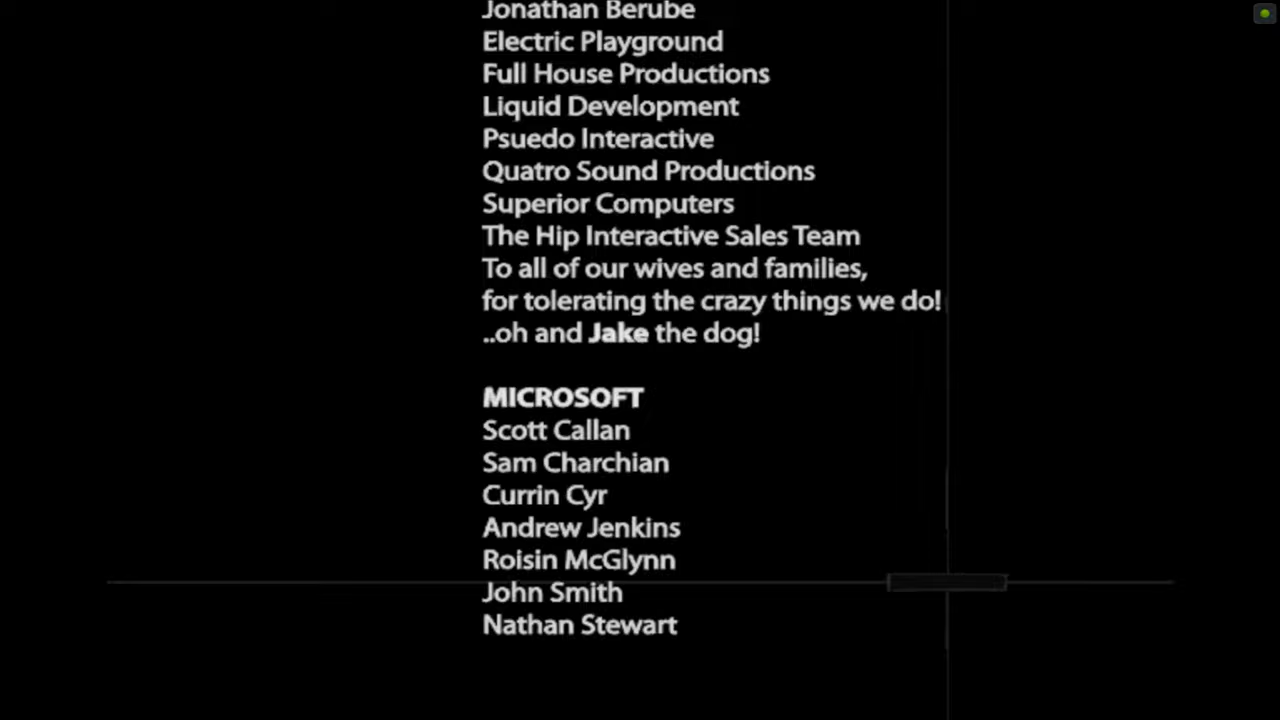 Jonathan Berube
Electric Playground
Full House Productions
Liquid Development
Psuedo Interactive
Quatro Sound Productions
Superior Computers
The Hip Interactive Sales Team
To all of our wives and families,
for tolerating the crazy things we do!
..oh and Jake the dog!
MICROSOFT
Scott Callan
Sam Charchian
Currin Cyr
Andrew Jenkins
Roisin McGlynn
John Smith
Nathan Stewart